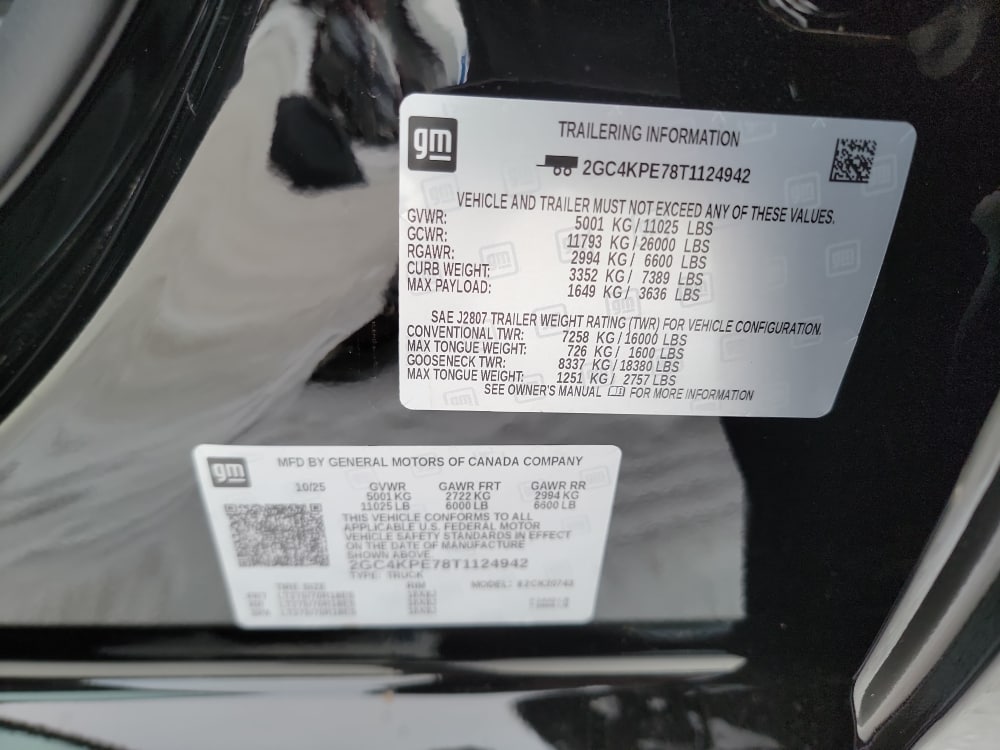 gm
TRAILERING INFORMATION
2GC4KPE78T1124942
VEHICLE AND TRAILER MUST NOT EXCEED ANY OF THESE VALUES.
GVWR: 5001 KG / 11025 LBS
GCWR: 11793 KG / 26000 LBS
RGAWR: 2994 KG / 6600 LBS
CURB WEIGHT: 3352 KG / 7389 LBS
MAX PAYLOAD: 1649 KG / 3636 LBS
SAE J2807 TRAILER WEIGHT RATING (TWR) FOR VEHICLE CONFIGURATION.
CONVENTIONAL TWR: 7258 KG / 16000 LBS
MAX TONGUE WEIGHT: 726 KG / 1600 LBS
GOOSENECK TWR: 8337 KG / 18380 LBS
MAX TONGUE WEIGHT: 1251 KG / 2757 LBS
SEE OWNER'S MANUAL FOR MORE INFORMATION
gm
MFD BY GENERAL MOTORS OF CANADA COMPANY
10/25 GVWR GAWR FRT GAWR RR
5001 KG 2722 KG 2994 KG
11025 LB 6000 LB 6600 LB
THIS VEHICLE CONFORMS TO ALL
APPLICABLE U.S. FEDERAL MOTOR
VEHICLE SAFETY STANDARDS IN EFFECT
ON THE DATE OF MANUFACTURE
SHOWN ABOVE.
2GC4KPE78T1124942
TYPE: TRUCK
TIRE SIZE RIM MODEL: